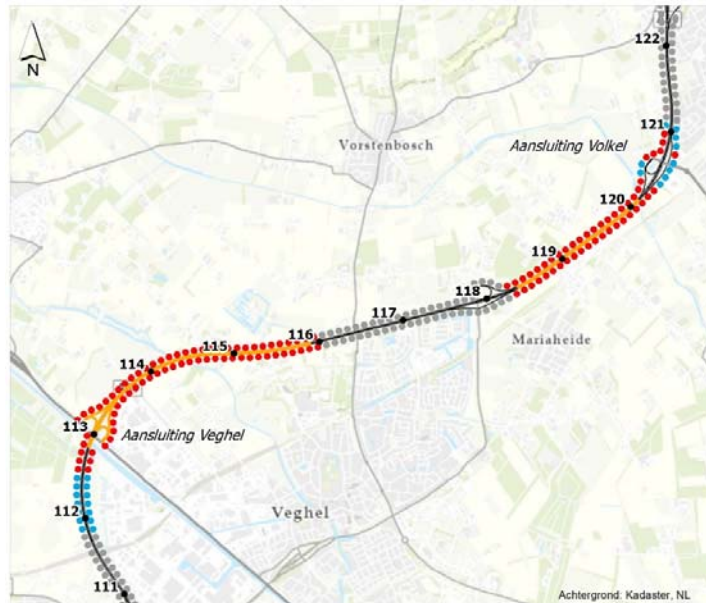 N
122
121
Vorstenbosch
Aansluiting Volkel
120
119
118
117
116
Mariaheide
115
114
113
Aansluiting Veghel
112
Veghel
111
Achtergrond: Kadaster, NL